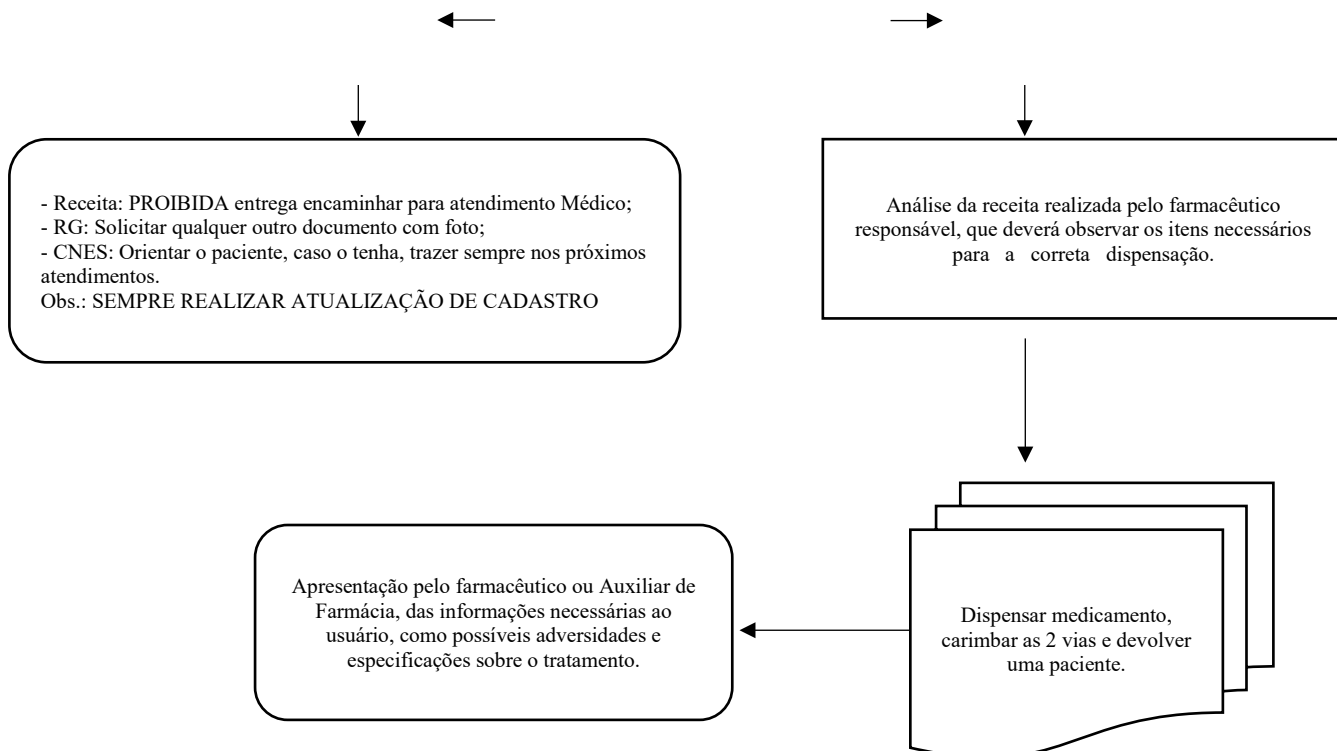 - Receita: PROIBIDA entrega encaminhar para atendimento Médico;
- RG: Solicitar qualquer outro documento com foto;
- CNES: Orientar o paciente, caso o tenha, trazer sempre nos próximos
atendimentos.
Obs.: SEMPRE REALIZAR ATUALIZAÇÃO DE CADASTRO
Análise da receita realizada pelo farmacêutico
responsável, que deverá observar os itens necessários
para a correta dispensação.
Apresentação pelo farmacêutico ou Auxiliar de
Farmácia, das informações necessárias ao
usuário, como possíveis adversidades e
especificações sobre o tratamento.
Dispensar medicamento,
carimbar as 2 vias e devolver
uma paciente.